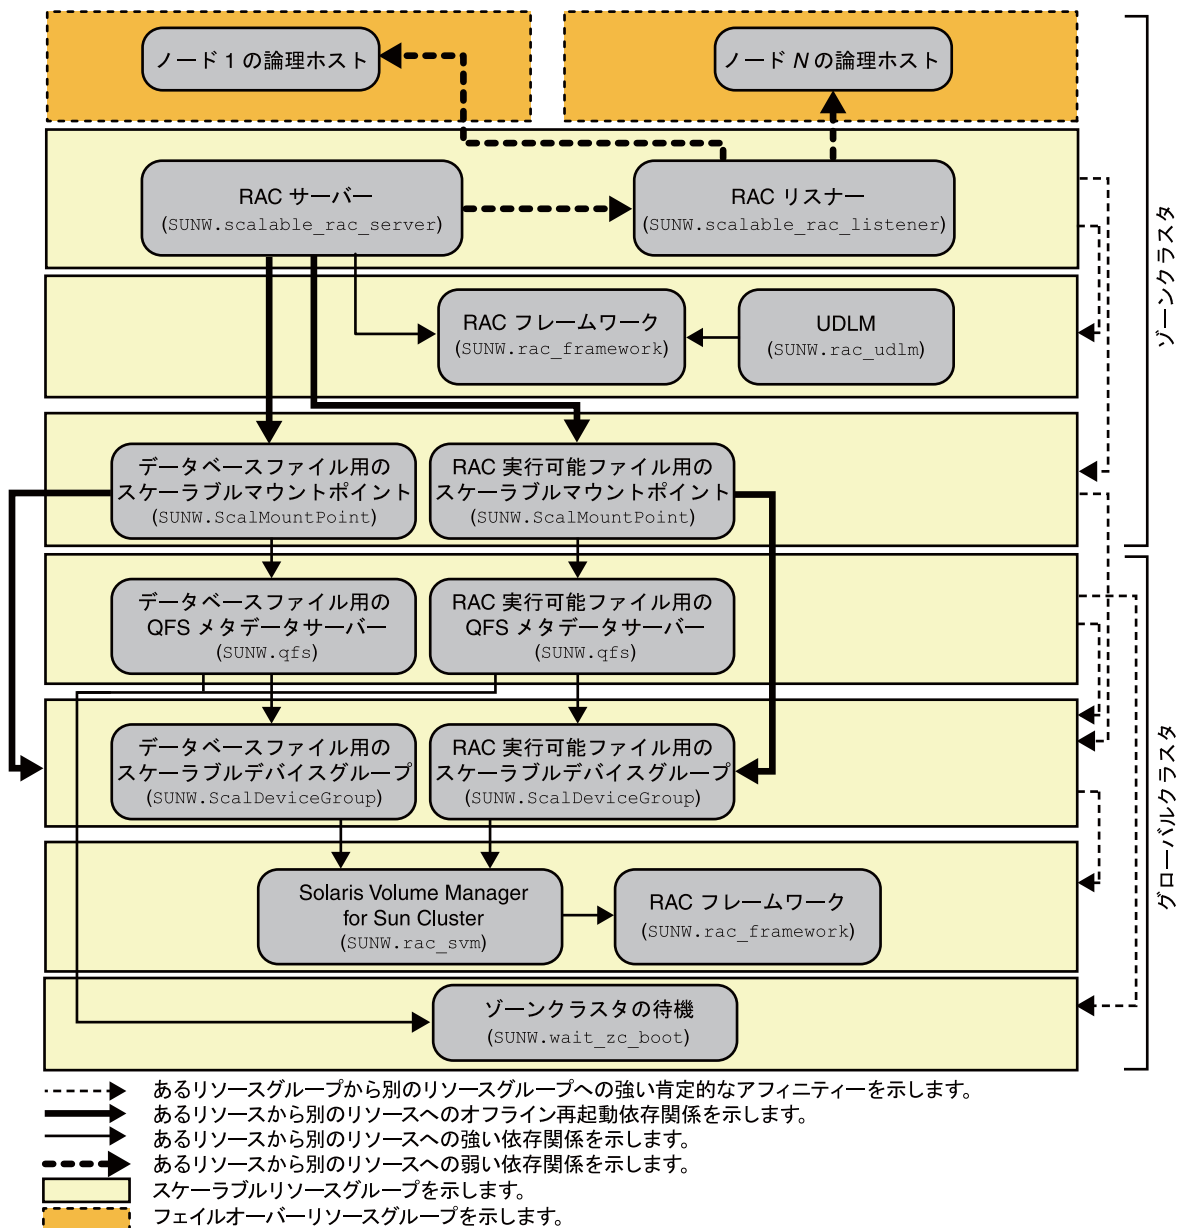 ノード 1 の論理ホスト
ノード N の論理ホスト
RAC サーバー
(SUNW.scalable_rac_server)
RAC リスナー
(SUNW.scalable_rac_listener)
RAC フレームワーク
(SUNW.rac_framework)
UDLM
(SUNW.rac_udlm)
ゾーンクラスタ
データベースファイル用の
スケーラブルマウントポイント
(SUNW.ScalMountPoint)
RAC 実行可能ファイル用の
スケーラブルマウントポイント
(SUNW.ScalMountPoint)
データベースファイル用の
QFS メタデータサーバー
(SUNW.qfs)
RAC 実行可能ファイル用の
QFS メタデータサーバー
(SUNW.qfs)
データベースファイル用の
スケーラブルデバイスグループ
(SUNW.ScalDeviceGroup)
RAC 実行可能ファイル用の
スケーラブルデバイスグループ
(SUNW.ScalDeviceGroup)
グローバルクラスタ
Solaris Volume Manager
for Sun Cluster
(SUNW.rac_svm)
RAC フレームワーク
(SUNW.rac_framework)
ゾーンクラスタの待機
(SUNW.wait_zc_boot)
あるリソースグループから別のリソースグループへの強い肯定的なアフィニティーを示します。
あるリソースから別のリソースへのオフライン再起動依存関係を示します。
あるリソースから別のリソースへの強い依存関係を示します。
あるリソースから別のリソースへの弱い依存関係を示します。
スケーラブルリソースグループを示します。
フェイルオーバーリソースグループを示します。